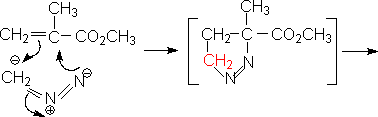 CH3 CH3
CH2 C CO2CH3 CH2 C CO2CH3
⊖ ⊖ CH2 N
CH2 N N N
⊕